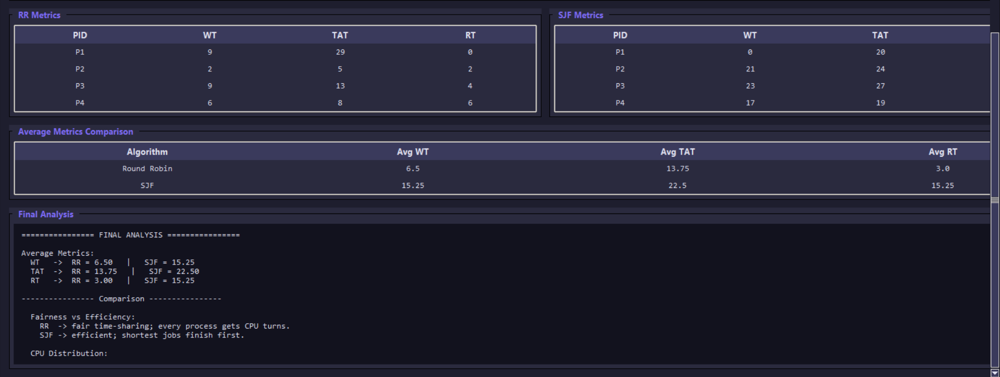 RR Metrics
PID WT TAT RT
P1 9 29 0
P2 2 5 2
P3 9 13 4
P4 6 8 6
SJF Metrics
PID WT TAT
P1 0 20
P2 21 24
P3 23 27
P4 17 19
Average Metrics Comparison
Algorithm Avg WT Avg TAT Avg RT
Round Robin 6.5 13.75 3.0
SJF 15.25 22.5 15.25
Final Analysis
================ FINAL ANALYSIS ================
Average Metrics:
WT -> RR = 6.50 | SJF = 15.25
TAT -> RR = 13.75 | SJF = 22.50
RT -> RR = 3.00 | SJF = 15.25
---------------- Comparison ----------------
Fairness vs Efficiency:
RR -> fair time-sharing; every process gets CPU turns.
SJF -> efficient; shortest jobs finish first.
CPU Distribution: